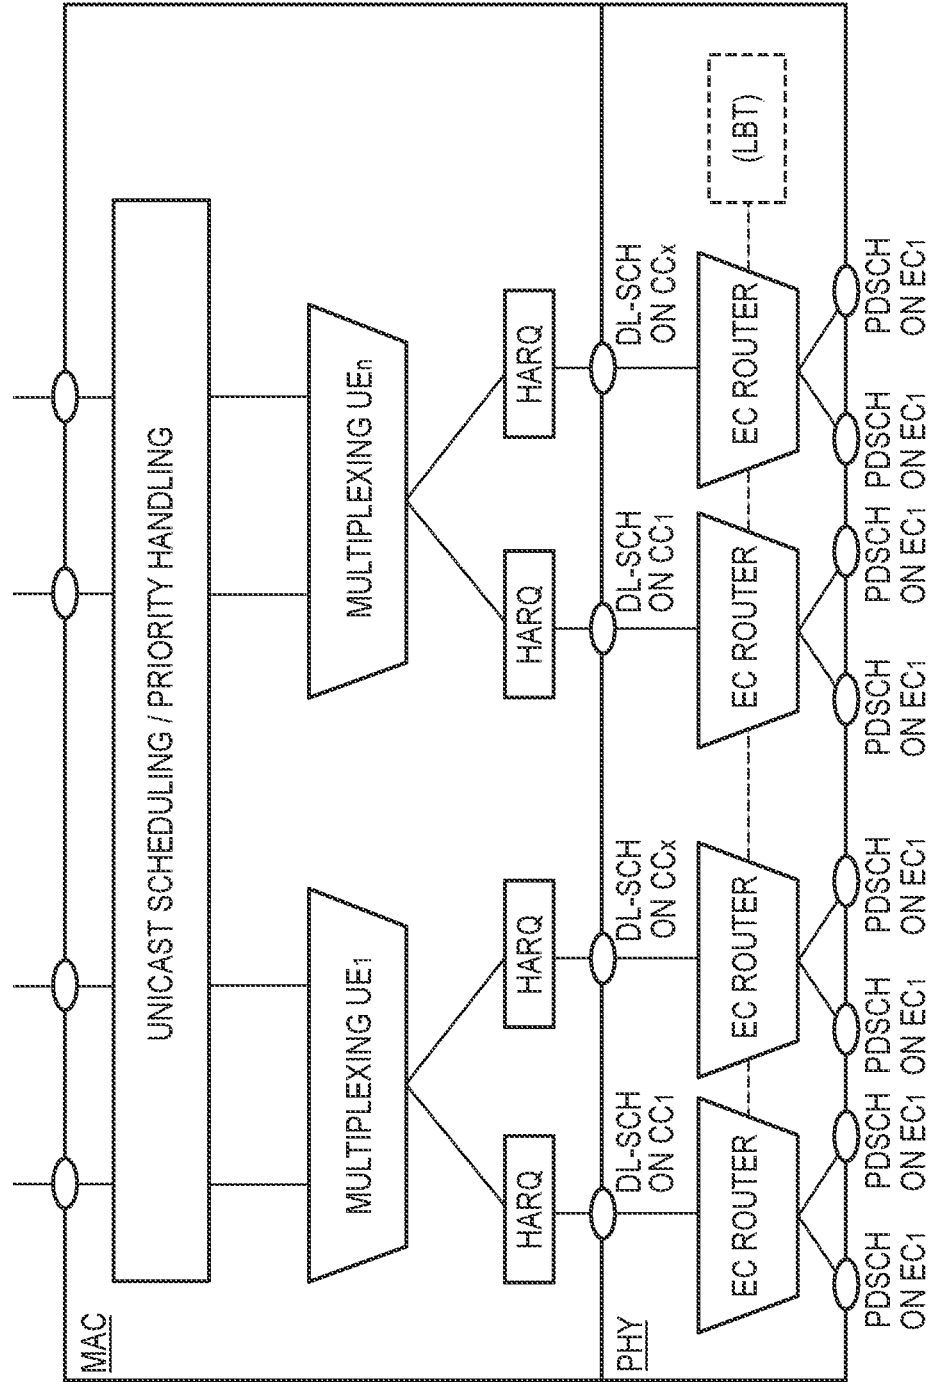 MAC
UNICAST SCHEDULING / PRIORITY HANDLING
MULTIPLEXING UE1
MULTIPLEXING UEn
HARQ
HARQ
HARQ
HARQ
PHY
DL-SCH
ON CC1
DL-SCH
ON CCx
DL-SCH
ON CC1
DL-SCH
ON CCx
EC ROUTER
EC ROUTER
EC ROUTER
EC ROUTER
(LBT)
PDSCH
ON EC1
PDSCH
ON EC1
PDSCH
ON EC1
PDSCH
ON EC1
PDSCH
ON EC1
PDSCH
ON EC1
PDSCH
ON EC1
PDSCH
ON EC1